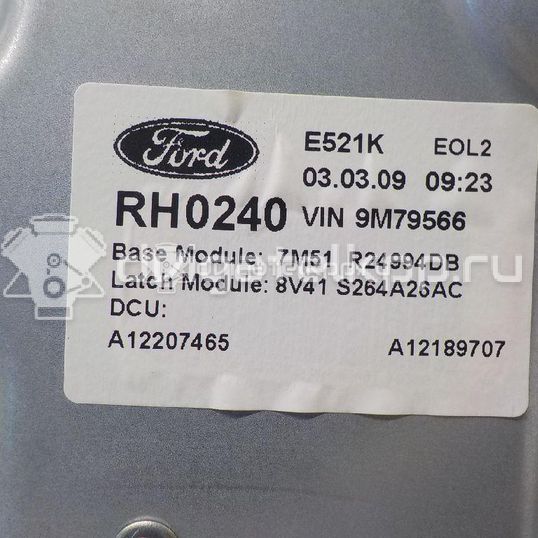 Ford
E521K EOL2
03.03.09 09:23
RH0240 VIN 9M79566
Base Module: 7M51 R24994DB
Latch Module: 8V41 S264A26AC
DCU:
A12207465 A12189707